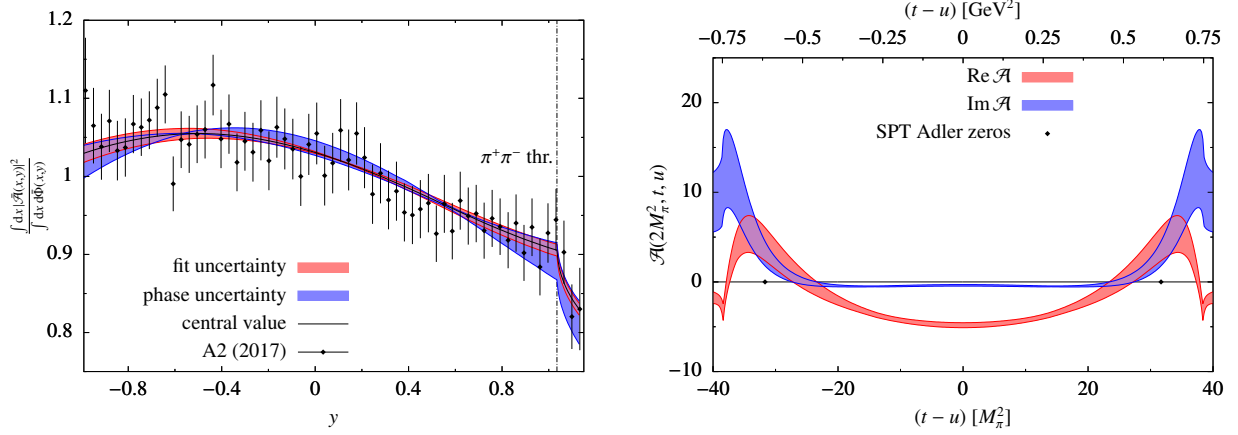 1.2
1.1
1
0.9
0.8
∫ dx |𝒜̄(x,y)|²
∫ dx dΦ(x,y)
π⁺π⁻ thr.
fit uncertainty
phase uncertainty
central value
A2 (2017)
−0.8 −0.4 0 0.4 0.8
y
(t − u) [GeV²]
−0.75 −0.5 −0.25 0 0.25 0.5 0.75
Re 𝒜
Im 𝒜
SPT Adler zeros
20
10
0
−10
𝒜(2M_π², t, u)
−40 −20 0 20 40
(t − u) [M_π²]